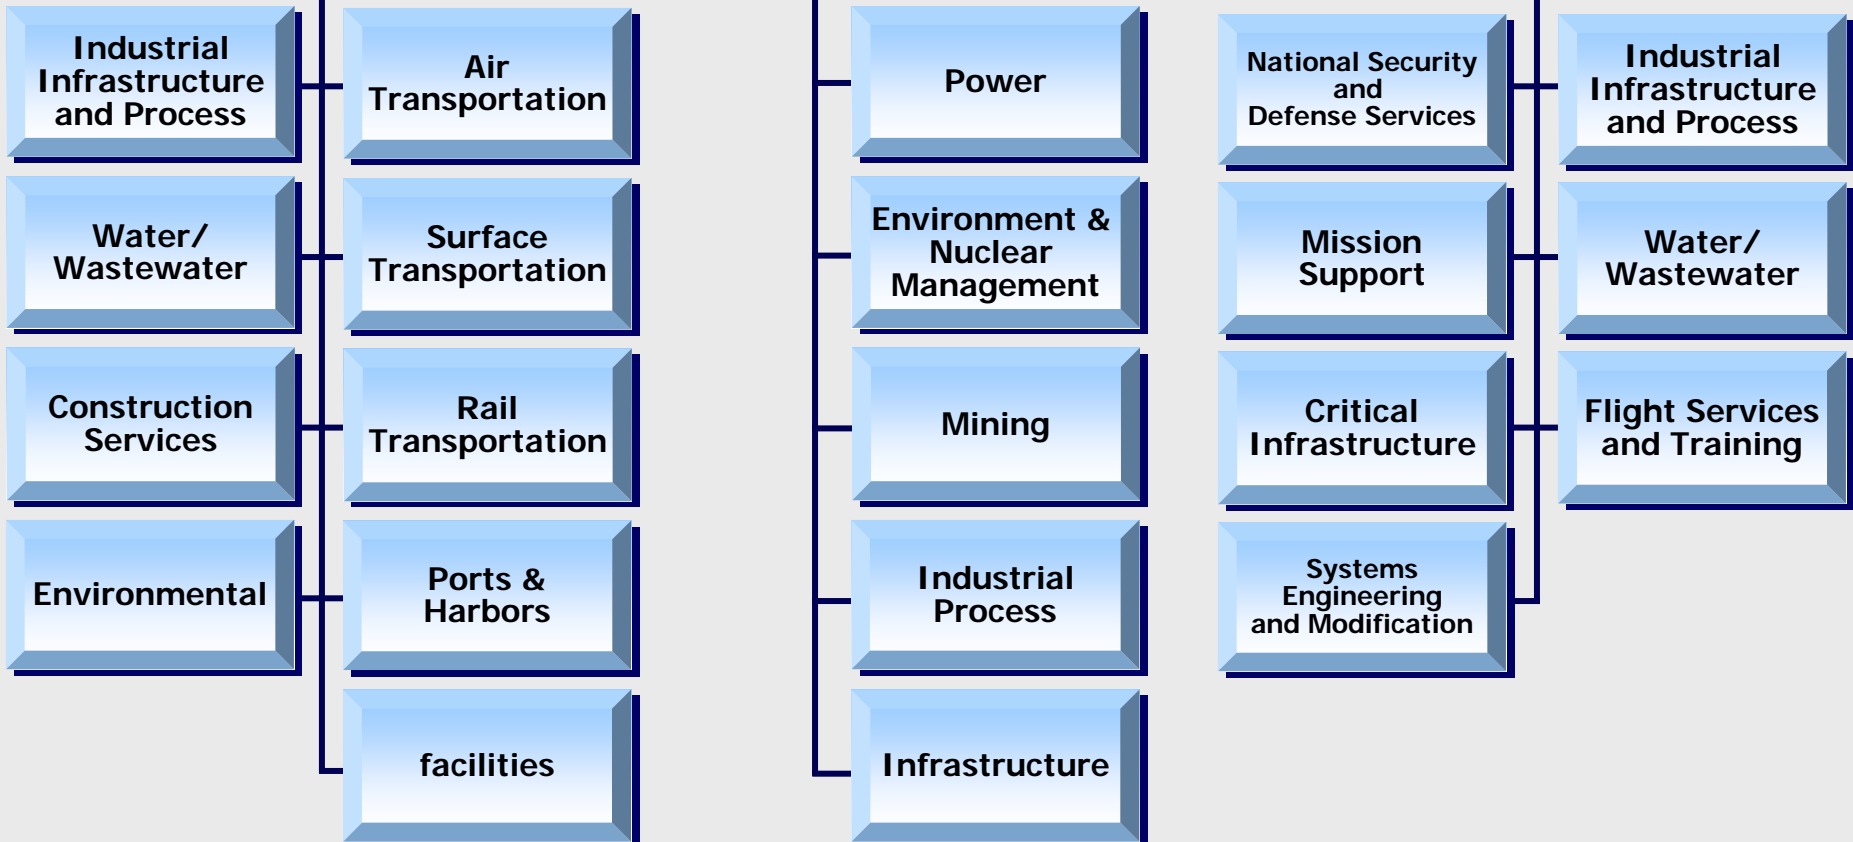 Industrial
Infrastructure
and Process
Air
Transportation
Power
National Security
and
Defense Services
Industrial
Infrastructure
and Process
Water/
Wastewater
Surface
Transportation
Environment &
Nuclear
Management
Mission
Support
Water/
Wastewater
Construction
Services
Rail
Transportation
Mining
Critical
Infrastructure
Flight Services
and Training
Environmental
Ports &
Harbors
Industrial
Process
Systems
Engineering
and Modification
facilities
Infrastructure